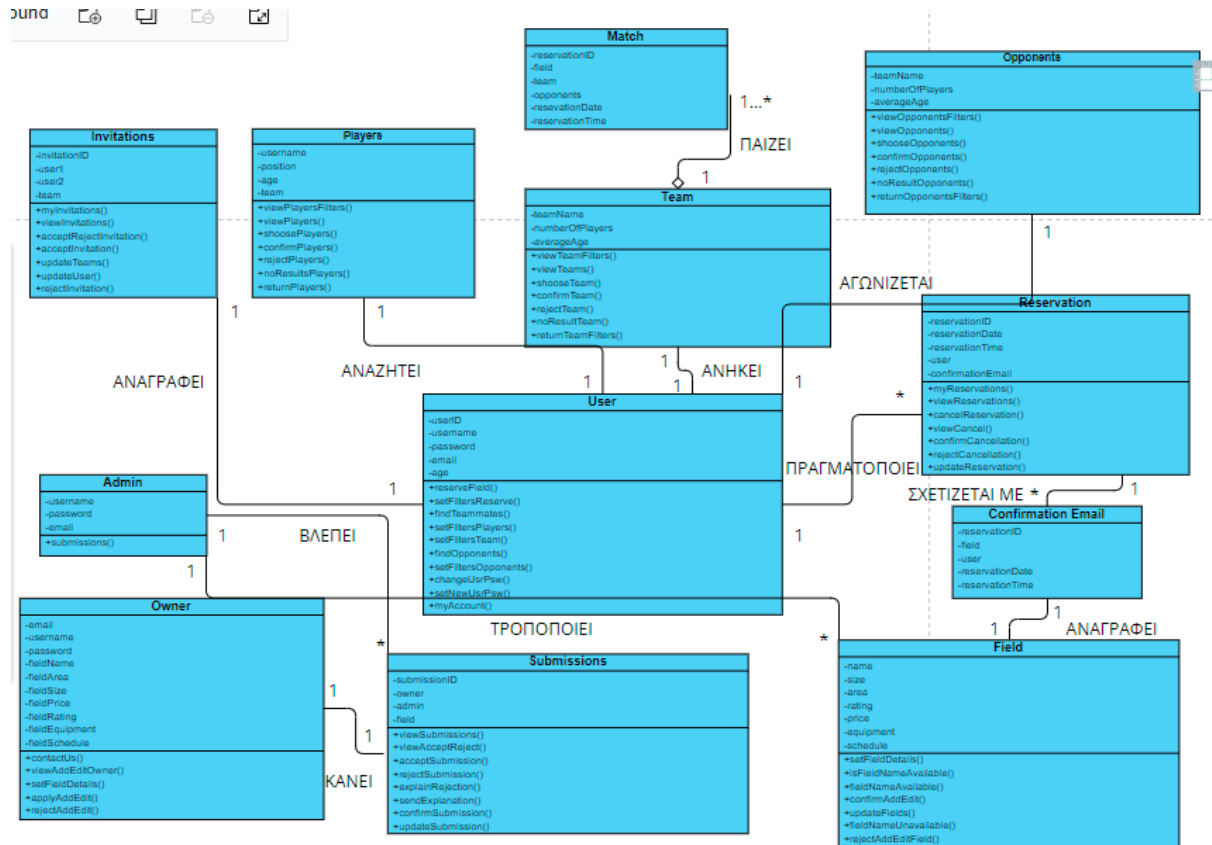 ound
Match
-reservationID
-field
-team
-opponents
-resevationDate
-reservationTime
1...*
ΠΑΙΖΕΙ
1
Opponents
-teamName
-numberOfPlayers
-averageAge
+viewOpponentsFilters()
+viewOpponents()
+shooseOpponents()
+confirmOpponents()
+rejectOpponents()
+noResultOpponents()
+returnOpponentsFilters()
1
Invitations
-invitationID
-user1
-user2
-team
+myInvitations()
+viewInvitations()
+acceptRejectInvitation()
+acceptInvitation()
+updateTeams()
+updateUser()
+rejectInvitation()
1
Players
-username
-position
-age
-team
+viewPlayersFilters()
+viewPlayers()
+shoosePlayers()
+confirmPlayers()
+rejectPlayers()
+noResultsPlayers()
+returnPlayers()
1
Team
-teamName
-numberOfPlayers
-averageAge
+viewTeamFilters()
+viewTeams()
+shooseTeam()
+confirmTeam()
+rejectTeam()
+noResultTeam()
+returnTeamFilters()
ΑΓΩΝΙΖΕΤΑΙ
Reservation
-reservationID
-reservationDate
-reservationTime
-user
-confirmationEmail
+myReservations()
+viewReservations()
+cancelReservation()
+viewCancel()
+confirmCancellation()
+rejectCancellation()
+updateReservation()
ΑΝΑΓΡΑΦΕΙ
ΑΝΑΖΗΤΕΙ
1
1
ΑΝΗΚΕΙ
1
1
*
User
-userID
-username
-password
-email
-age
+reserveField()
+setFiltersReserve()
+findTeammates()
+setFiltersPlayers()
+setFiltersTeam()
+findOpponents()
+setFiltersOpponents()
+changeUsrPsw()
+setNewUsrPsw()
+myAccount()
1
ΠΡΑΓΜΑΤΟΠΟΙΕΙ
1
ΣΧΕΤΙΖΕΤΑΙ ΜΕ *
1
Confirmation Email
-reservationID
-field
-user
-reservationDate
-reservationTime
1
1
ΑΝΑΓΡΑΦΕΙ
Admin
-username
-password
-email
+submissions()
1
ΒΛΕΠΕΙ
1
ΤΡΟΠΟΠΟΙΕΙ
*
*
Owner
-email
-username
-password
-fieldName
-fieldArea
-fieldSize
-fieldPrice
-fieldRating
-fieldEquipment
-fieldSchedule
+contactUs()
+viewAddEditOwner()
+setFieldDetails()
+applyAddEdit()
+rejectAddEdit()
1
1
ΚΑΝΕΙ
Submissions
-submissionID
-owner
-admin
-field
+viewSubmissions()
+viewAcceptReject()
+acceptSubmission()
+rejectSubmission()
+explainRejection()
+sendExplanation()
+confirmSubmission()
+updateSubmission()
Field
-name
-size
-area
-rating
-price
-equipment
-schedule
+setFieldDetails()
+isFieldNameAvailable()
+fieldNameAvailable()
+confirmAddEdit()
+updateFields()
+fieldNameUnavailable()
+rejectAddEditField()